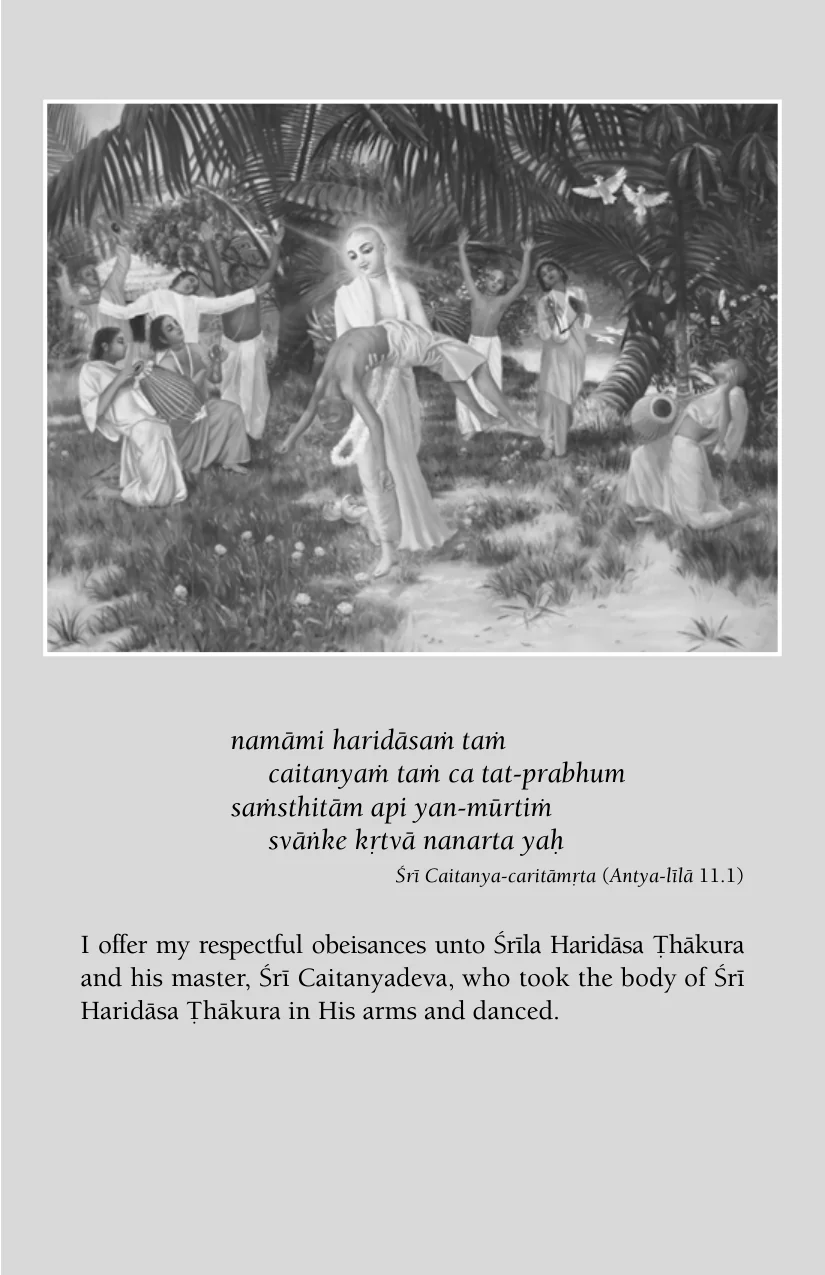 namāmi haridāsaṁ taṁ
caitanyaṁ taṁ ca tat-prabhum
saṁsthitām api yan-mūrtiṁ
svāṅke kṛtvā nanarta yaḥ
Śrī Caitanya-caritāmṛta (Antya-līlā 11.1)
I offer my respectful obeisances unto Śrīla Haridāsa Ṭhākura
and his master, Śrī Caitanyadeva, who took the body of Śrī
Haridāsa Ṭhākura in His arms and danced.